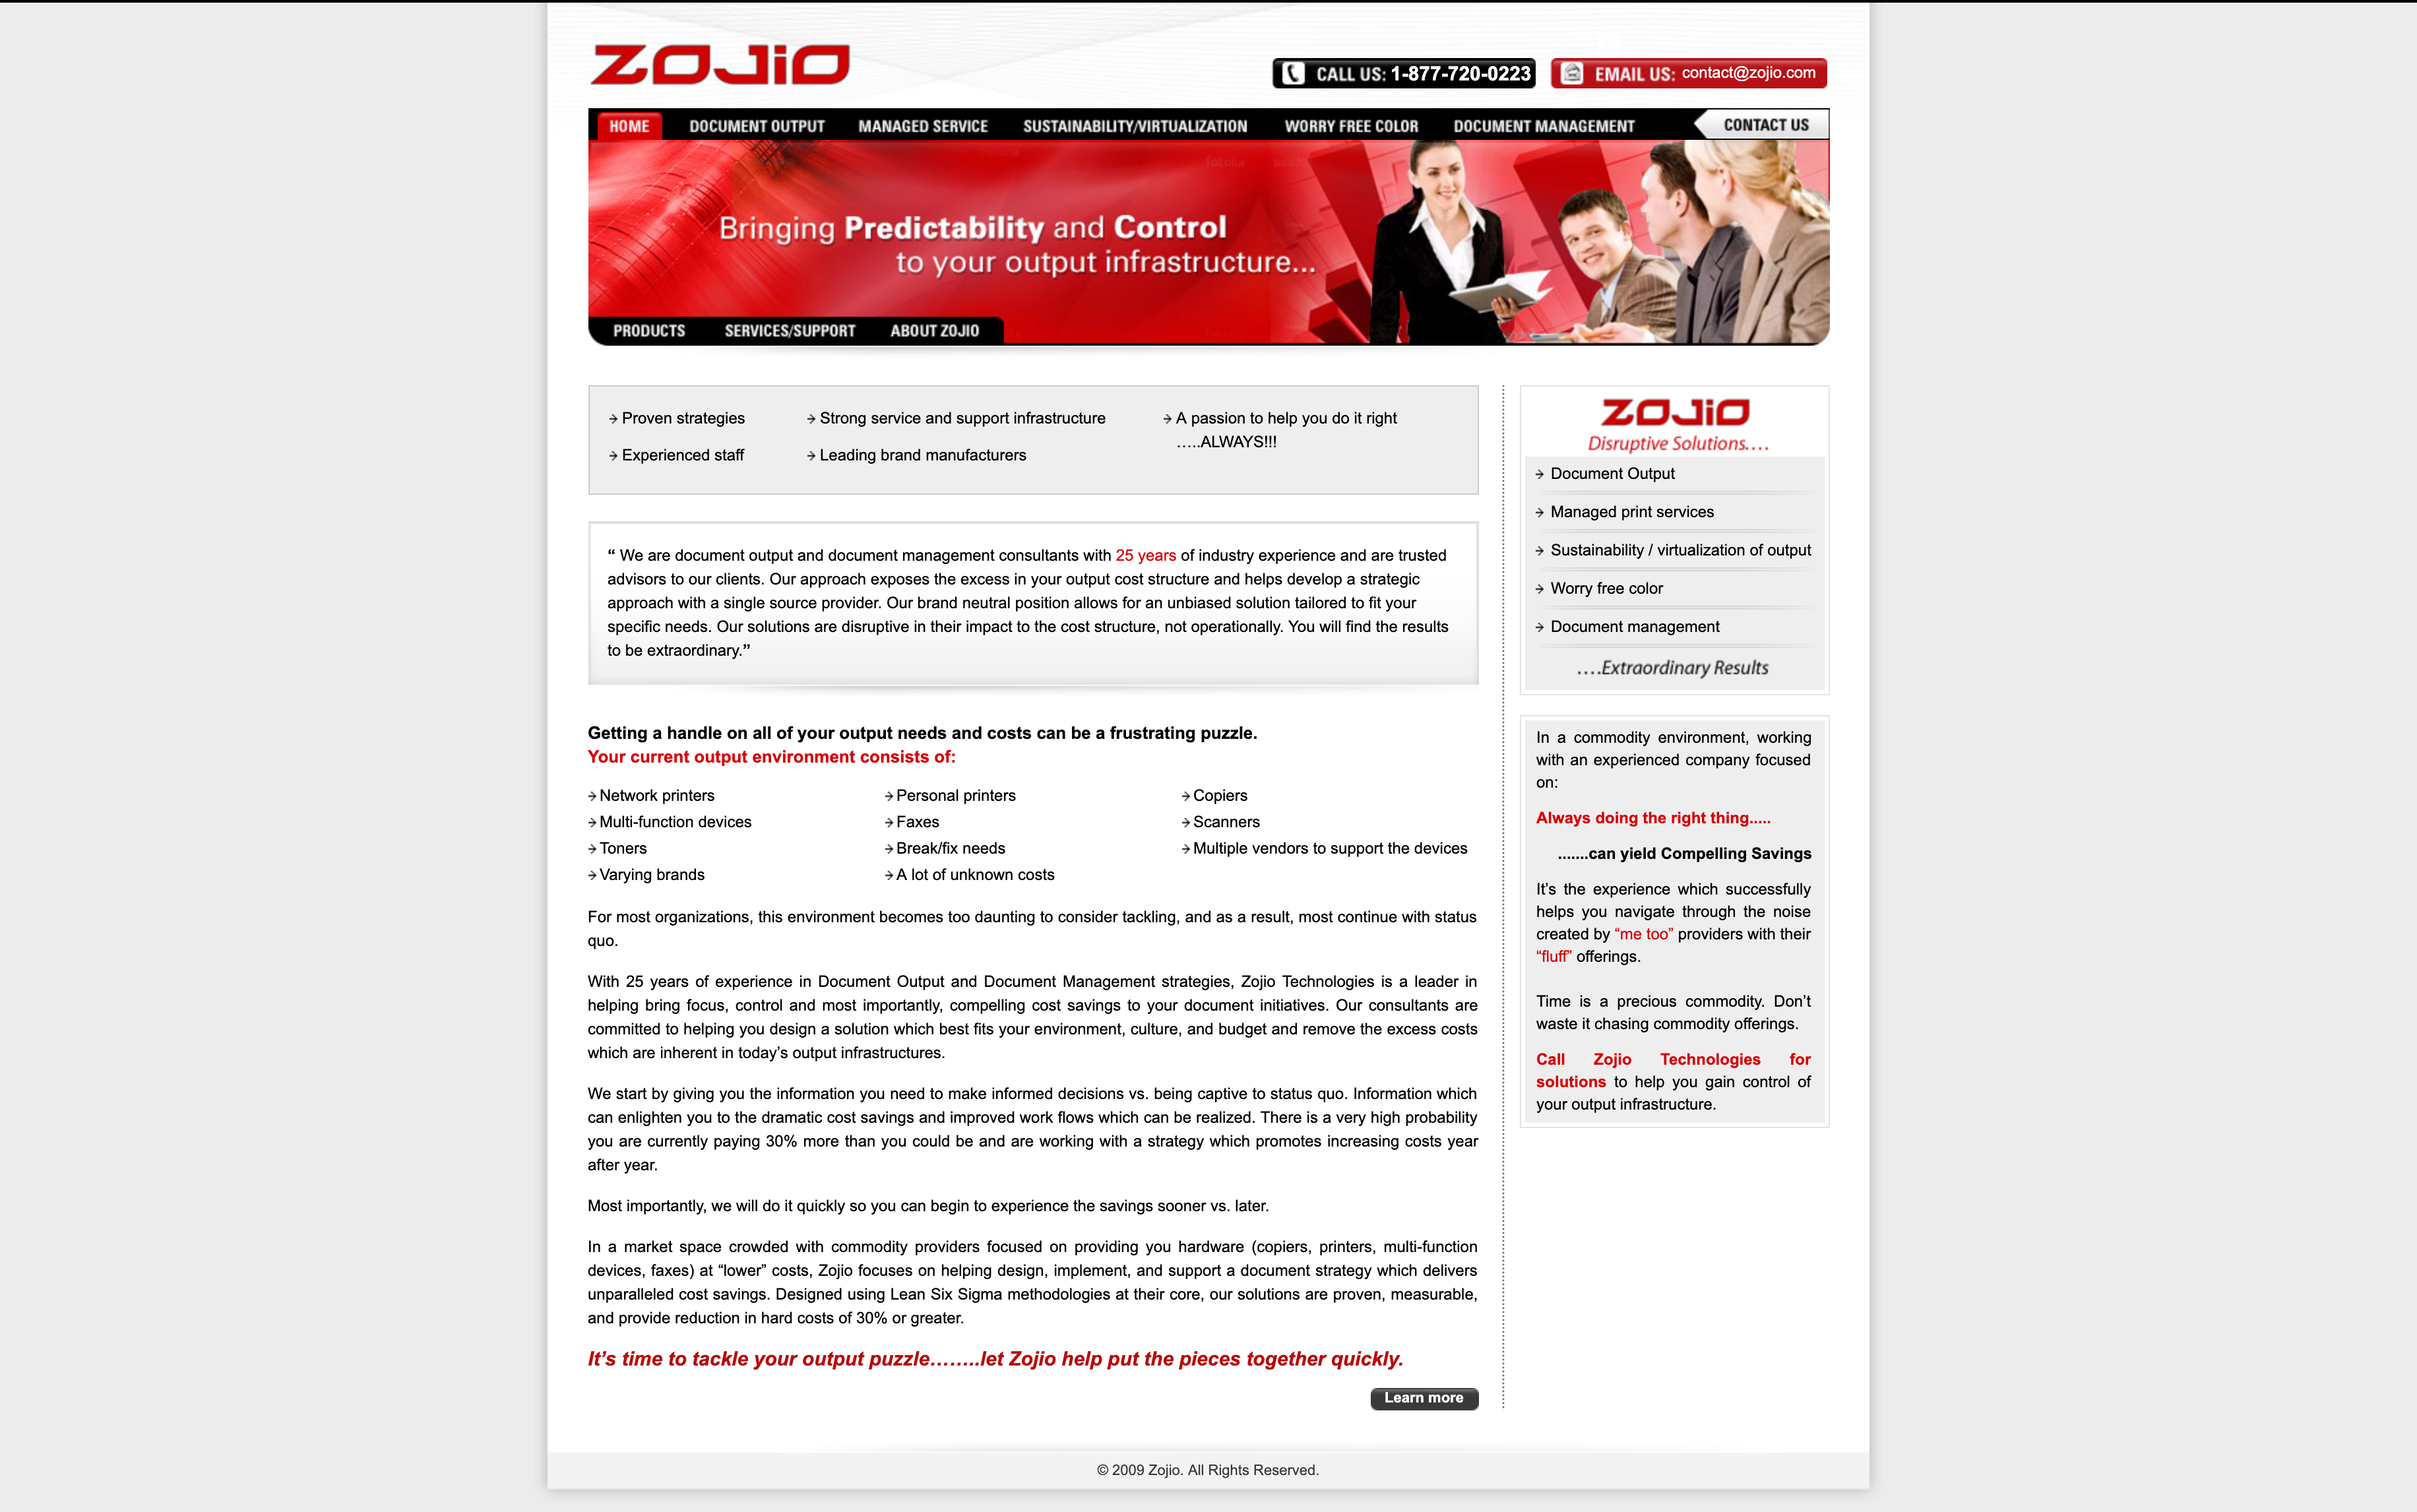 ZOJIO
CALL US: 1-877-720-0223
EMAIL US: contact@zojio.com
HOME
DOCUMENT OUTPUT
MANAGED SERVICE
SUSTAINABILITY/VIRTUALIZATION
WORRY FREE COLOR
DOCUMENT MANAGEMENT
CONTACT US
fotolia
Bringing Predictability and Control
to your output infrastructure...
PRODUCTS
SERVICES/SUPPORT
ABOUT ZOJIO
Proven strategies
Experienced staff
Strong service and support infrastructure
Leading brand manufacturers
A passion to help you do it right
…..ALWAYS!!!
“ We are document output and document management consultants with 25 years of industry experience and are trusted
advisors to our clients. Our approach exposes the excess in your output cost structure and helps develop a strategic
approach with a single source provider. Our brand neutral position allows for an unbiased solution tailored to fit your
specific needs. Our solutions are disruptive in their impact to the cost structure, not operationally. You will find the results
to be extraordinary.”
Getting a handle on all of your output needs and costs can be a frustrating puzzle.
Your current output environment consists of:
Network printers
Personal printers
Copiers
Multi-function devices
Faxes
Scanners
Toners
Break/fix needs
Multiple vendors to support the devices
Varying brands
A lot of unknown costs
For most organizations, this environment becomes too daunting to consider tackling, and as a result, most continue with status
quo.
With 25 years of experience in Document Output and Document Management strategies, Zojio Technologies is a leader in
helping bring focus, control and most importantly, compelling cost savings to your document initiatives. Our consultants are
committed to helping you design a solution which best fits your environment, culture, and budget and remove the excess costs
which are inherent in today’s output infrastructures.
We start by giving you the information you need to make informed decisions vs. being captive to status quo. Information which
can enlighten you to the dramatic cost savings and improved work flows which can be realized. There is a very high probability
you are currently paying 30% more than you could be and are working with a strategy which promotes increasing costs year
after year.
Most importantly, we will do it quickly so you can begin to experience the savings sooner vs. later.
In a market space crowded with commodity providers focused on providing you hardware (copiers, printers, multi-function
devices, faxes) at “lower” costs, Zojio focuses on helping design, implement, and support a document strategy which delivers
unparalleled cost savings. Designed using Lean Six Sigma methodologies at their core, our solutions are proven, measurable,
and provide reduction in hard costs of 30% or greater.
It’s time to tackle your output puzzle……..let Zojio help put the pieces together quickly.
Learn more
ZOJIO
Disruptive Solutions….
Document Output
Managed print services
Sustainability / virtualization of output
Worry free color
Document management
….Extraordinary Results
In a commodity environment, working
with an experienced company focused
on:
Always doing the right thing.....
.......can yield Compelling Savings
It’s the experience which successfully
helps you navigate through the noise
created by “me too” providers with their
“fluff” offerings.
Time is a precious commodity. Don’t
waste it chasing commodity offerings.
Call Zojio Technologies for
solutions to help you gain control of
your output infrastructure.
© 2009 Zojio. All Rights Reserved.